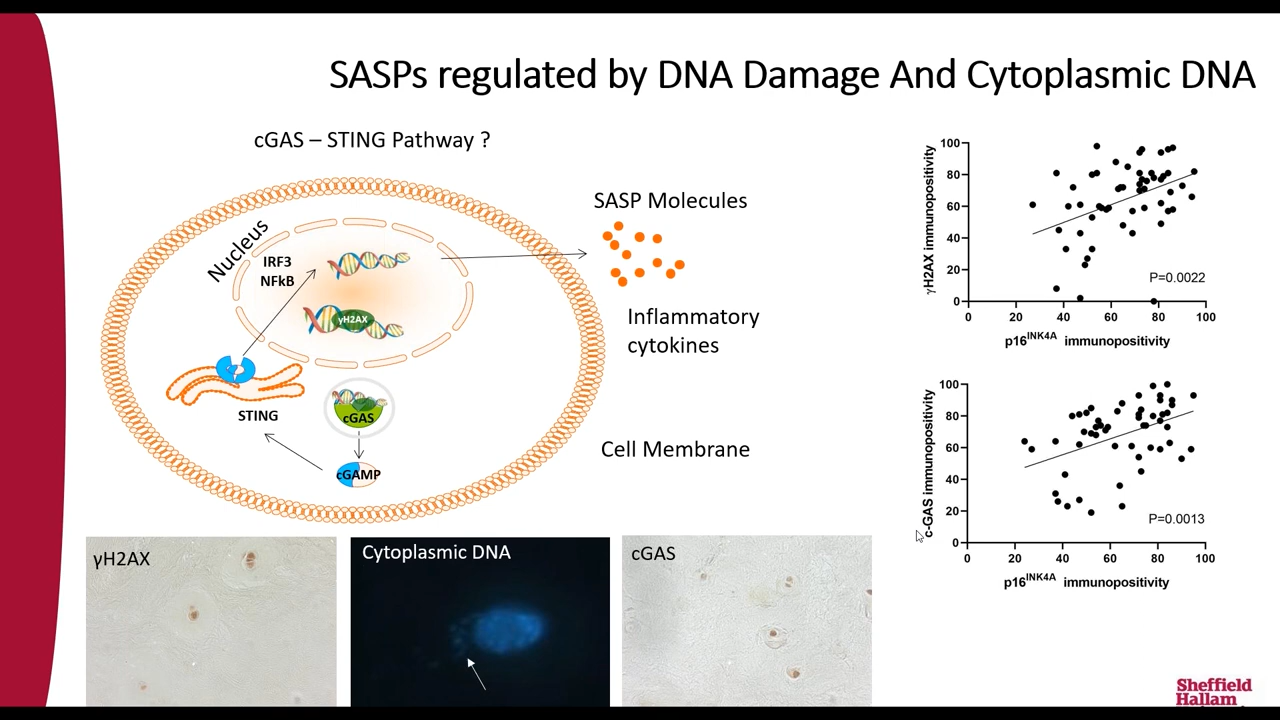 SASPs regulated by DNA Damage And Cytoplasmic DNA
cGAS – STING Pathway ?
Nucleus
IRF3
NFkB
γH2AX
STING
cGAS
cGAMP
SASP Molecules
Inflammatory
cytokines
Cell Membrane
γH2AX
Cytoplasmic DNA
cGAS
γH2AX immunopositivity
100
80
60
40
20
0
P=0.0022
0 20 40 60 80 100
p16INK4A immunopositivity
c-GAS immunopositivity
100
80
60
40
20
0
P=0.0013
0 20 40 60 80 100
p16INK4A immunopositivity
Sheffield
Hallam